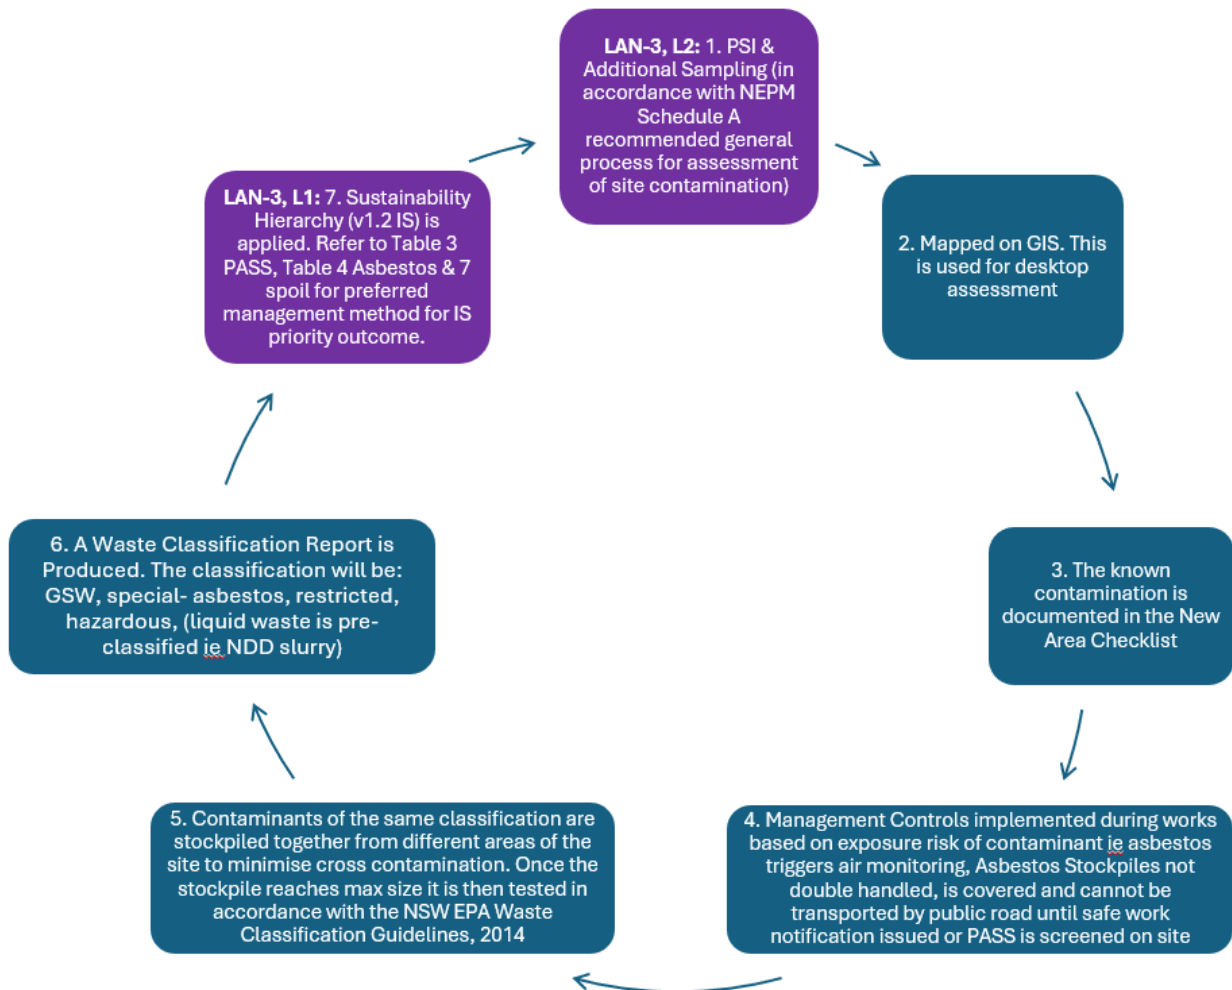 LAN-3, L2: 1. PSI &
Additional Sampling (in
accordance with NEPM
Schedule A
recommended general
process for assessment
of site contamination)
2. Mapped on GIS. This
is used for desktop
assessment
3. The known
contamination is
documented in the New
Area Checklist
4. Management Controls implemented during works
based on exposure risk of contaminant ie asbestos
triggers air monitoring, Asbestos Stockpiles not
double handled, is covered and cannot be
transported by public road until safe work
notification issued or PASS is screened on site
5. Contaminants of the same classification are
stockpiled together from different areas of the
site to minimise cross contamination. Once the
stockpile reaches max size it is then tested in
accordance with the NSW EPA Waste
Classification Guidelines, 2014
6. A Waste Classification Report is
Produced. The classification will be:
GSW, special- asbestos, restricted,
hazardous, (liquid waste is pre-
classified ie NDD slurry)
LAN-3, L1: 7. Sustainability
Hierarchy (v1.2 IS) is
applied. Refer to Table 3
PASS, Table 4 Asbestos & 7
spoil for preferred
management method for IS
priority outcome.